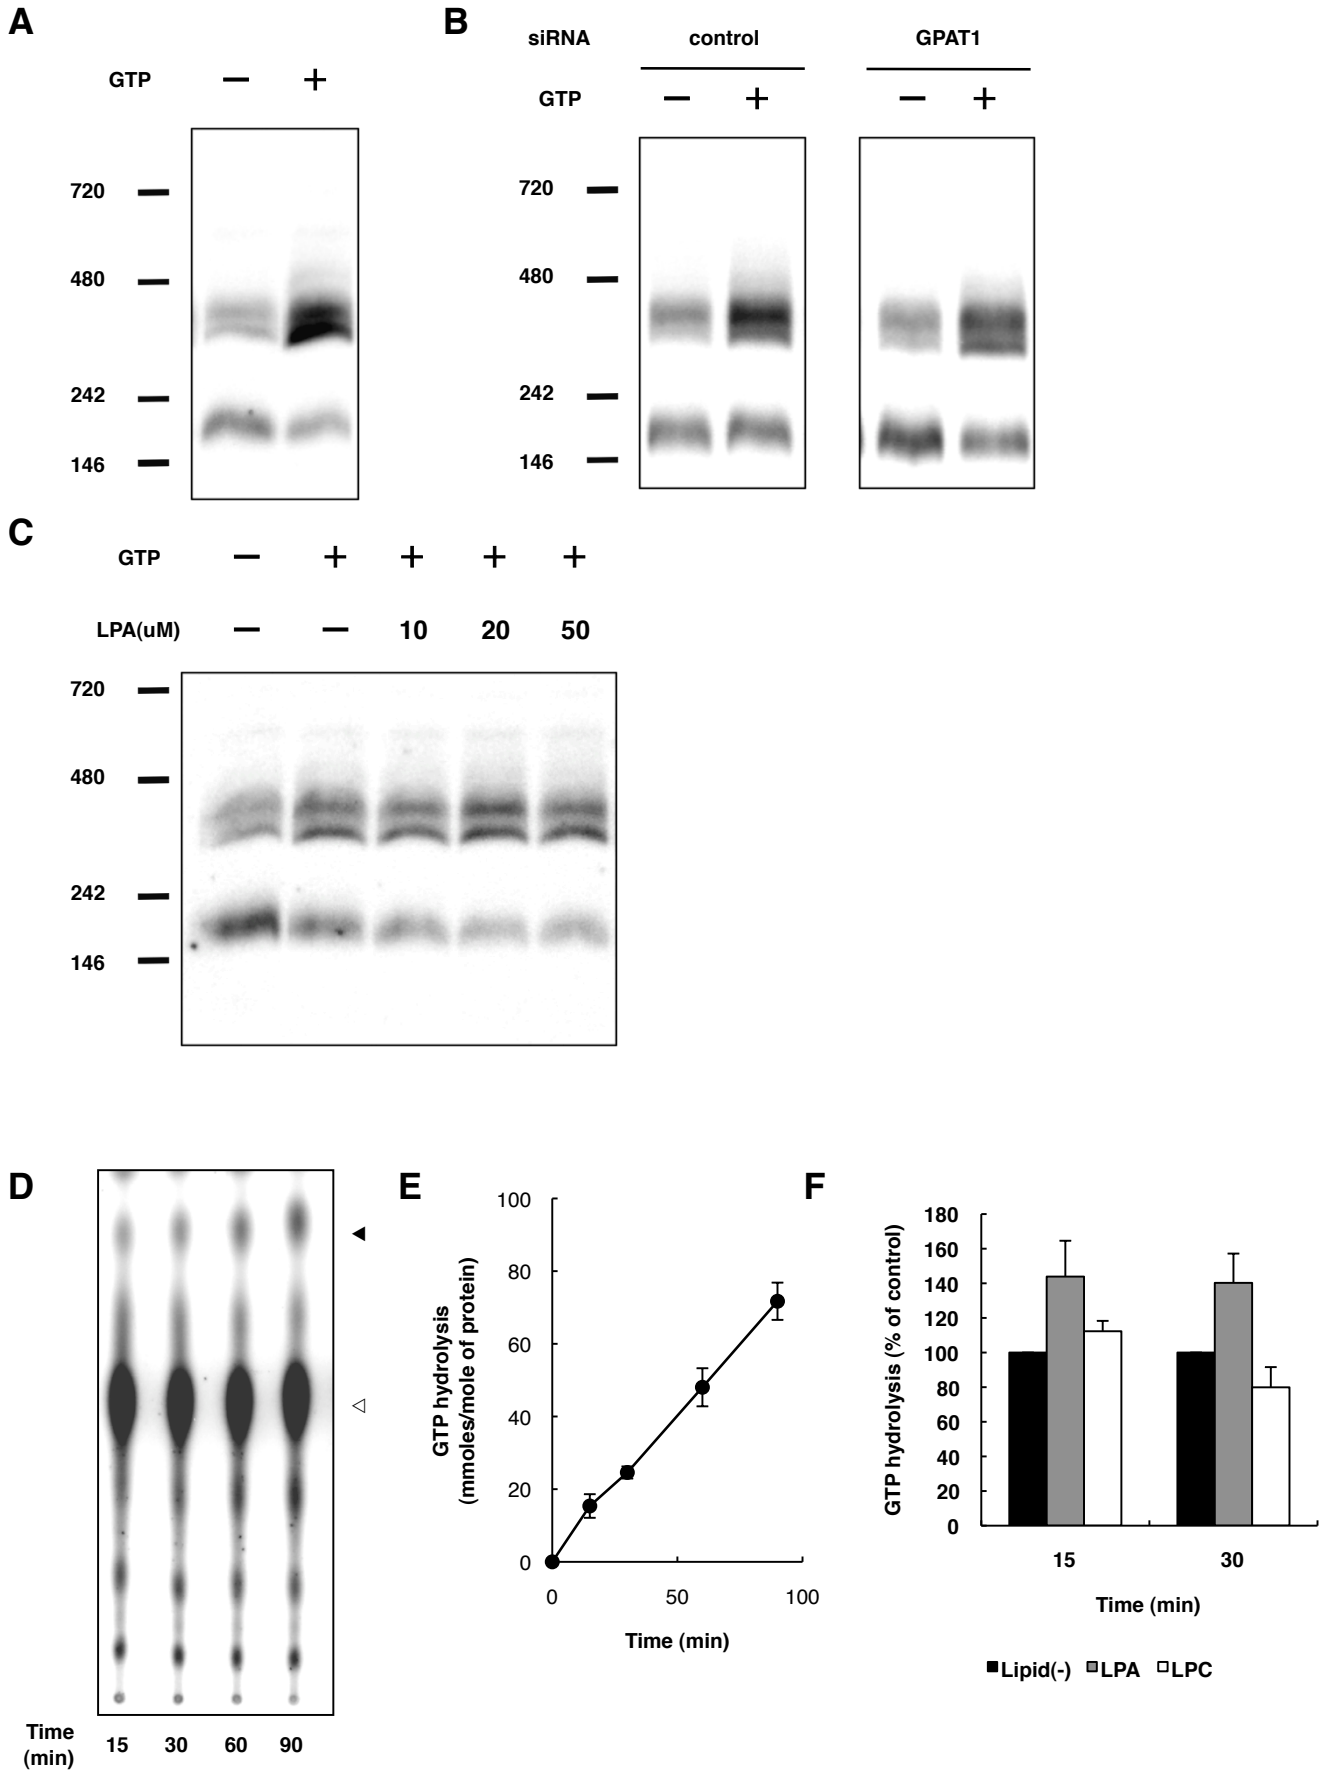 A
GTP − +
720
480
242
146
B
siRNA control GPAT1
GTP − + − +
720
480
242
146
C
GTP − + + + +
LPA(uM) − − 10 20 50
720
480
242
146
D
Time
(min)
15 30 60 90
E
GTP hydrolysis
(mmoles/mole of protein)
100
80
60
40
20
0
0 50 100
Time (min)
F
GTP hydrolysis (% of control)
180
160
140
120
100
80
60
40
20
0
15 30
Time (min)
Lipid(-) LPA LPC